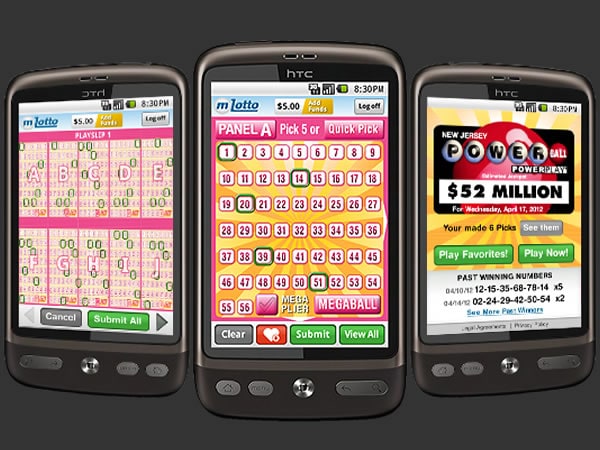 htc
8:30PM
mLotto
$5.00
Add Funds
Log off
PLAYSLIP 1
A B C D E
F G H I J
Cancel
Submit All
htc
8:30PM
mLotto
$5.00
Add Funds
Log off
PANEL A Pick 5 or Quick Pick
1 2 3 4 5 6 7 8 9
10 11 12 13 14 15 16 17 18
19 20 21 22 23 24 25 26 27
28 29 30 31 32 33 34 35 36
37 38 39 40 41 42 43 44 45
46 47 48 49 50 51 52 53 54
55 56 MEGA PLIER MEGABALL
Clear
Submit
View All
menu
htc
8:30PM
NEW JERSEY
POWERBALL
POWERPLAY
Estimated Jackpot
$52 MILLION
For Wednesday, April 17, 2012
Your made 6 Picks See them
Play Favorites! Play Now!
PAST WINNING NUMBERS
04/10/12 12-15-35-68-78-14 x5
04/14/12 02-24-29-42-50-54 x2
See More Past Winners
Legal Agreements | Privacy Policy